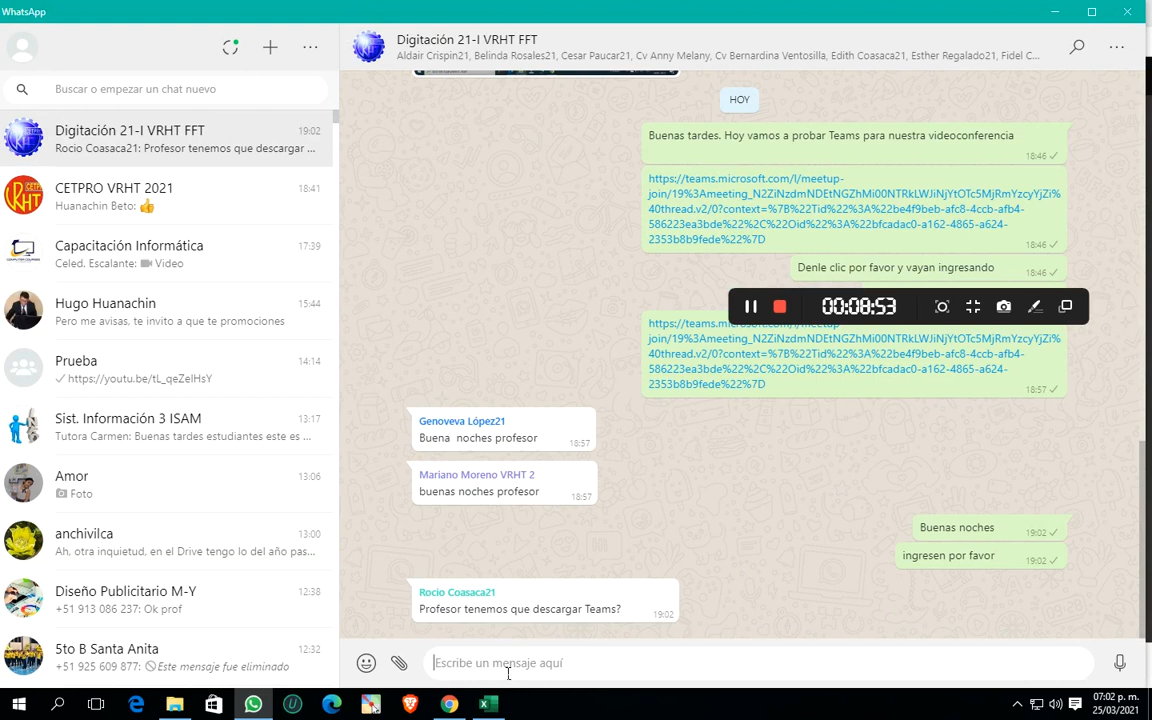 WhatsApp
Buscar o empezar un chat nuevo
Digitación 21-I VRHT FFT
19:02
Rocio Coasaca21: Profesor tenemos que descargar ...
CETPRO VRHT 2021
18:41
Huanachin Beto: 👍
Capacitación Informática
17:39
Celed. Escalante: Video
Hugo Huanachin
15:44
Pero me avisas, te invito a que te promociones
Prueba
14:14
https://youtu.be/tL_qeZelHsY
Sist. Información 3 ISAM
13:17
Tutora Carmen: Buenas tardes estudiantes este es ...
Amor
13:06
Foto
anchivilca
13:00
Ah, otra inquietud, en el Drive tengo lo del año pas...
Diseño Publicitario M-Y
12:38
+51 913 086 237: Ok prof
5to B Santa Anita
12:32
+51 925 609 877: Este mensaje fue eliminado
Digitación 21-I VRHT FFT
Aldair Crispin21, Belinda Rosales21, Cesar Paucar21, Cv Anny Melany, Cv Bernardina Ventosilla, Edith Coasaca21, Esther Regalado21, Fidel C...
HOY
Buenas tardes. Hoy vamos a probar Teams para nuestra videoconferencia
18:46
https://teams.microsoft.com/l/meetup-
join/19%3Ameeting_N2ZiNzdmNDEtNGZhMi00NTRkLWJiNjYtOTc5MjRmYzcyYjZi%
40thread.v2/0?context=%7B%22Tid%22%3A%22be4f9beb-afc8-4ccb-afb4-
586223ea3bde%22%2C%22Oid%22%3A%22bfcadac0-a162-4865-a624-
2353b8b9fede%22%7D
18:46
Denle clic por favor y vayan ingresando
18:46
00:08:53
https://teams.microsoft.com/l/meetup-
join/19%3Ameeting_N2ZiNzdmNDEtNGZhMi00NTRkLWJiNjYtOTc5MjRmYzcyYjZi%
40thread.v2/0?context=%7B%22Tid%22%3A%22be4f9beb-afc8-4ccb-afb4-
586223ea3bde%22%2C%22Oid%22%3A%22bfcadac0-a162-4865-a624-
2353b8b9fede%22%7D
18:57
Genoveva López21
Buena noches profesor
18:57
Mariano Moreno VRHT 2
buenas noches profesor
18:57
Buenas noches
19:02
ingresen por favor
19:02
Rocio Coasaca21
Profesor tenemos que descargar Teams?
19:02
Escribe un mensaje aquí
07:02 p. m.
25/03/2021